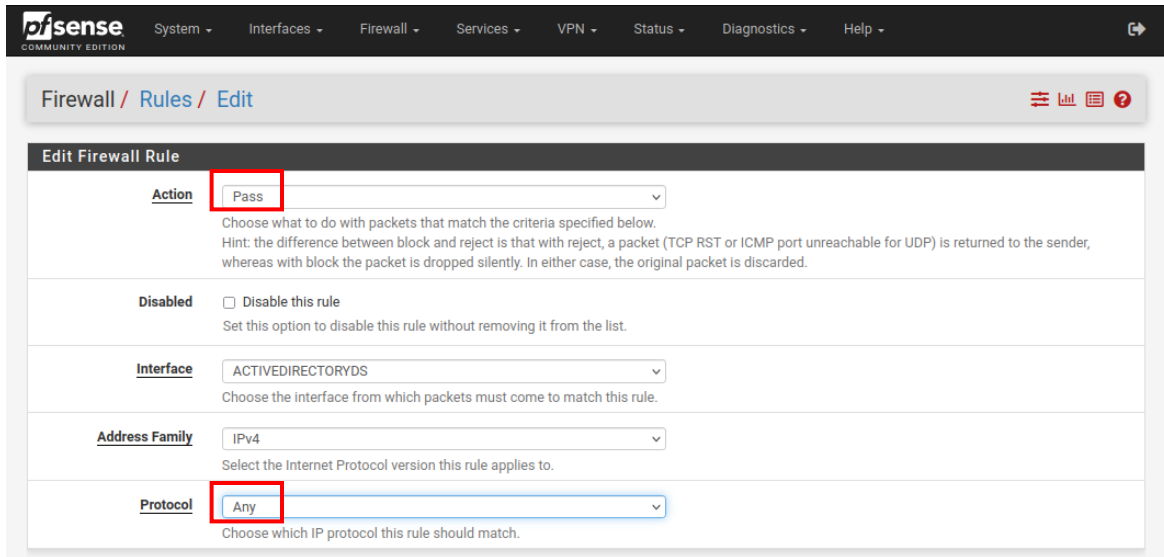 pfsense
COMMUNITY EDITION
System Interfaces Firewall Services VPN Status Diagnostics Help
Firewall / Rules / Edit
Edit Firewall Rule
Action
Pass
Choose what to do with packets that match the criteria specified below.
Hint: the difference between block and reject is that with reject, a packet (TCP RST or ICMP port unreachable for UDP) is returned to the sender,
whereas with block the packet is dropped silently. In either case, the original packet is discarded.
Disabled
Disable this rule
Set this option to disable this rule without removing it from the list.
Interface
ACTIVEDIRECTORYDS
Choose the interface from which packets must come to match this rule.
Address Family
IPv4
Select the Internet Protocol version this rule applies to.
Protocol
Any
Choose which IP protocol this rule should match.